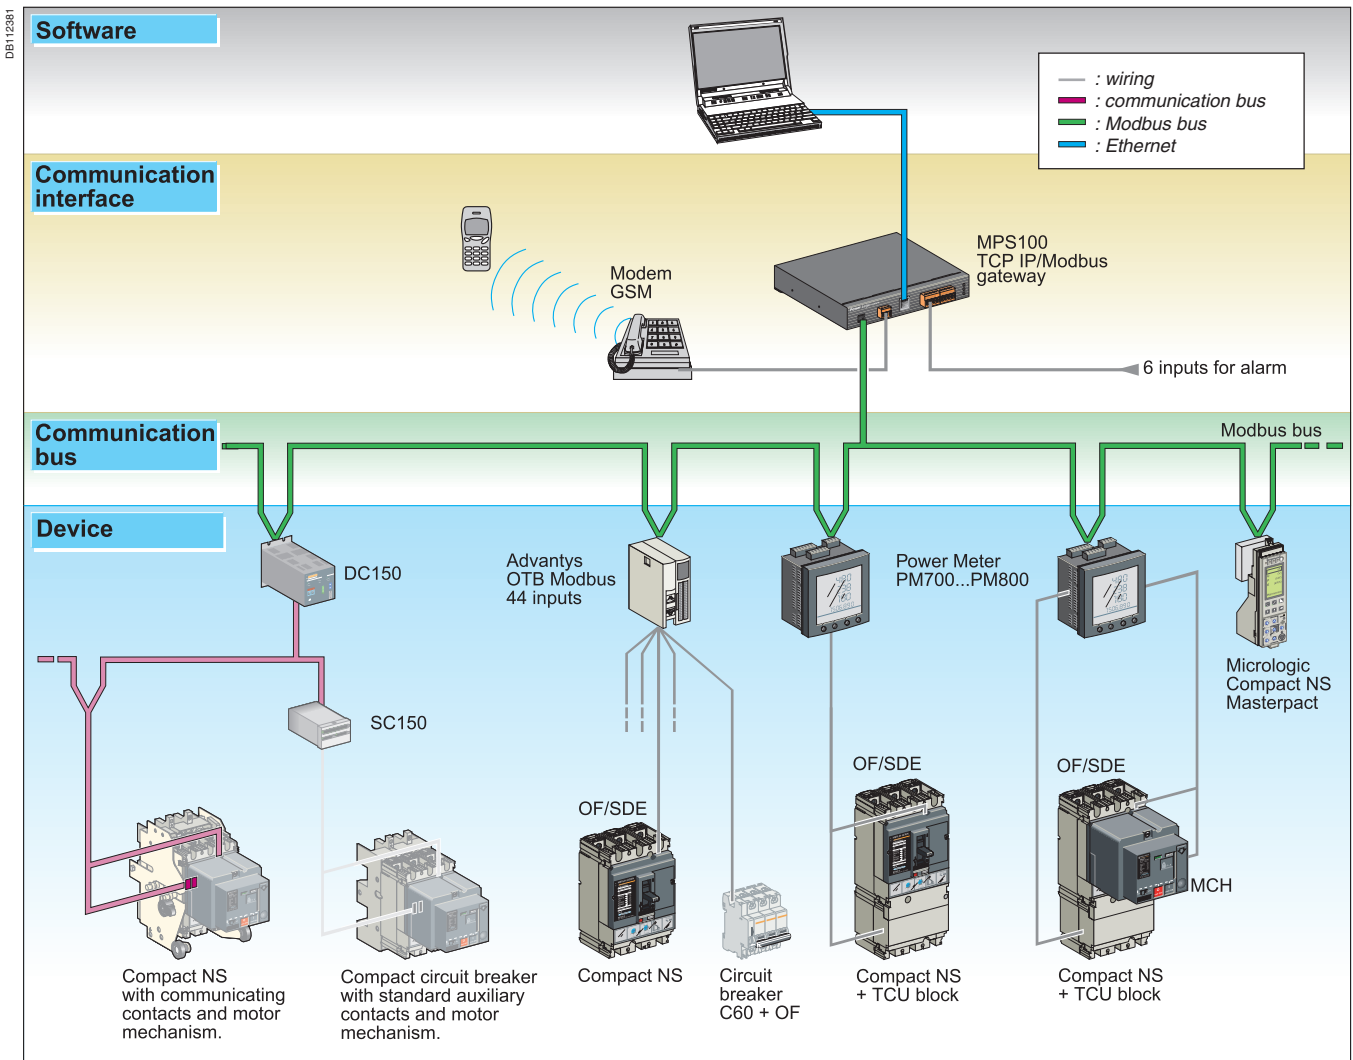 DB112381
Software
: wiring
: communication bus
: Modbus bus
: Ethernet
Communication
interface
MPS100
TCP IP/Modbus
gateway
Modem
GSM
6 inputs for alarm
Communication
bus
Modbus bus
Device
DC150
Advantys
OTB Modbus
44 inputs
Power Meter
PM700...PM800
Micrologic
Compact NS
Masterpact
SC150
OF/SDE
OF/SDE
OF/SDE
MCH
Compact NS
with communicating
contacts and motor
mechanism.
Compact circuit breaker
with standard auxiliary
contacts and motor
mechanism.
Compact NS
Circuit
breaker
C60 + OF
Compact NS
+ TCU block
Compact NS
+ TCU block